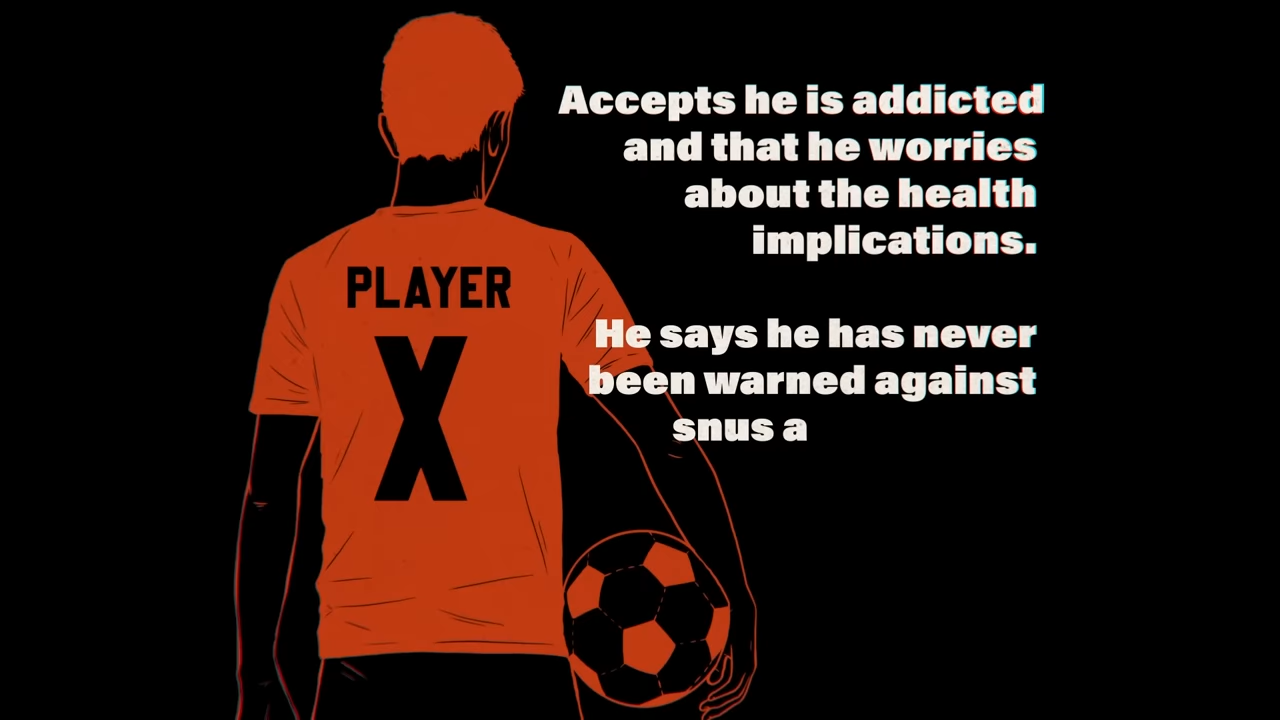 Accepts he is addicted
and that he worries
about the health
implications.
He says he has never
been warned against
snus a
PLAYER
X